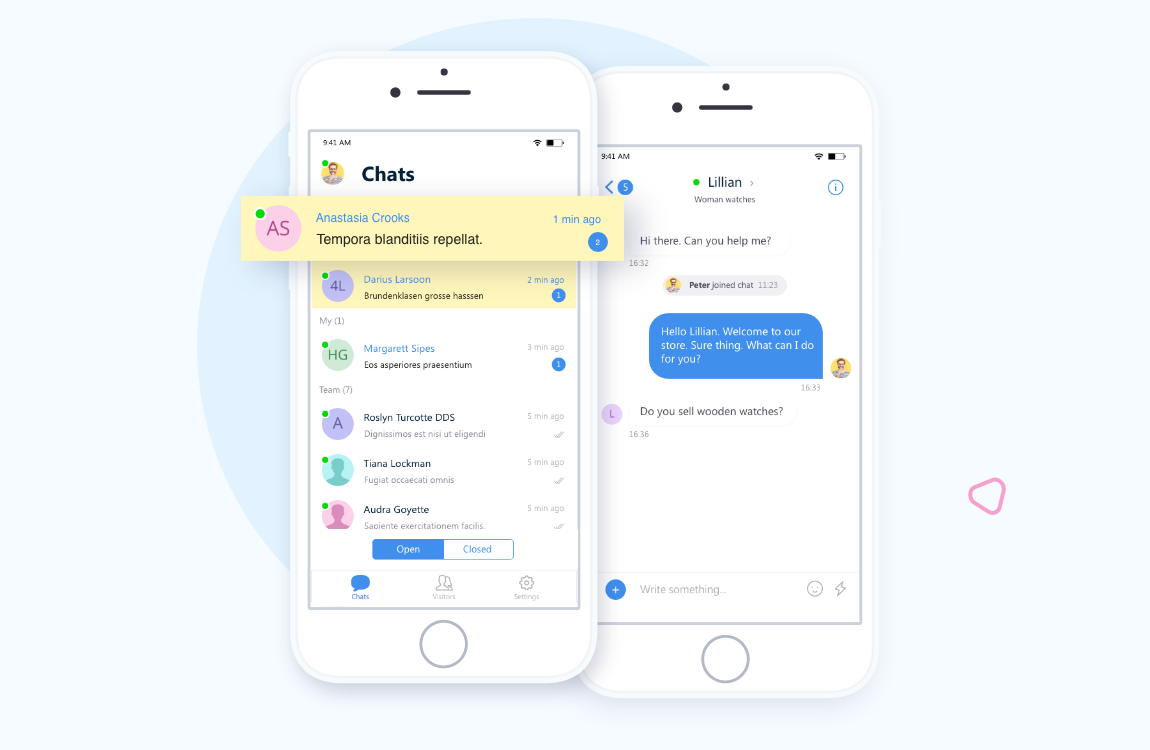 9:41 AM
Chats
AS
Anastasia Crooks
1 min ago
Tempora blanditiis repellat.
2
4L
Darius Larsoon
2 min ago
Brundenklasen grosse hasssen
1
My (1)
HG
Margarett Sipes
3 min ago
Eos asperiores praesentium
1
Team (7)
A
Roslyn Turcotte DDS
5 min ago
Dignissimos est nisi ut eligendi
Tiana Lockman
5 min ago
Fugiat occaecati omnis
Audra Goyette
5 min ago
Sapiente exercitationem facilis.
Open
Closed
Chats
Visitors
Settings
9:41 AM
5
Lillian
Woman watches
Hi there. Can you help me?
16:32
Peter joined chat 11:23
Hello Lillian. Welcome to our
store. Sure thing. What can I do
for you?
16:33
L
Do you sell wooden watches?
16:36
Write something...